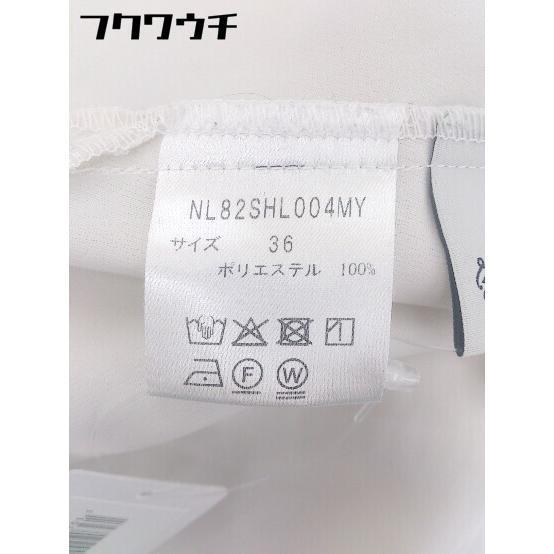 フクワウチ
NL82SHL004MY
サイズ 36
ポリエステル 100%
F W